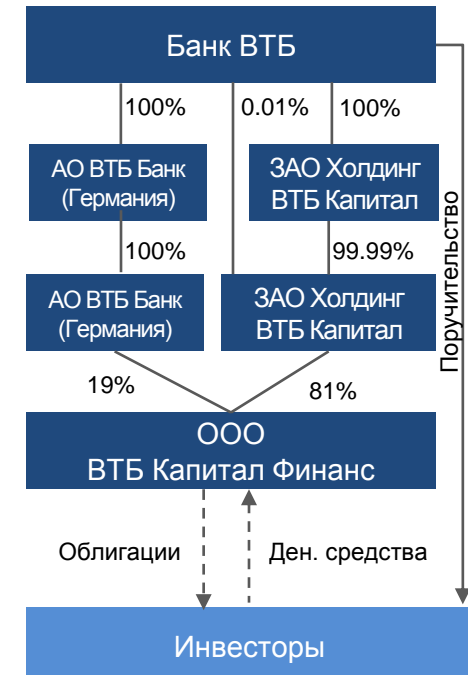 Банк ВТБ
100%
0.01%
100%
АО ВТБ Банк
(Германия)
ЗАО Холдинг
ВТБ Капитал
Поручительство
100%
99.99%
АО ВТБ Банк
(Германия)
ЗАО Холдинг
ВТБ Капитал
19%
81%
ООО
ВТБ Капитал Финанс
Облигации
Ден. средства
Инвесторы